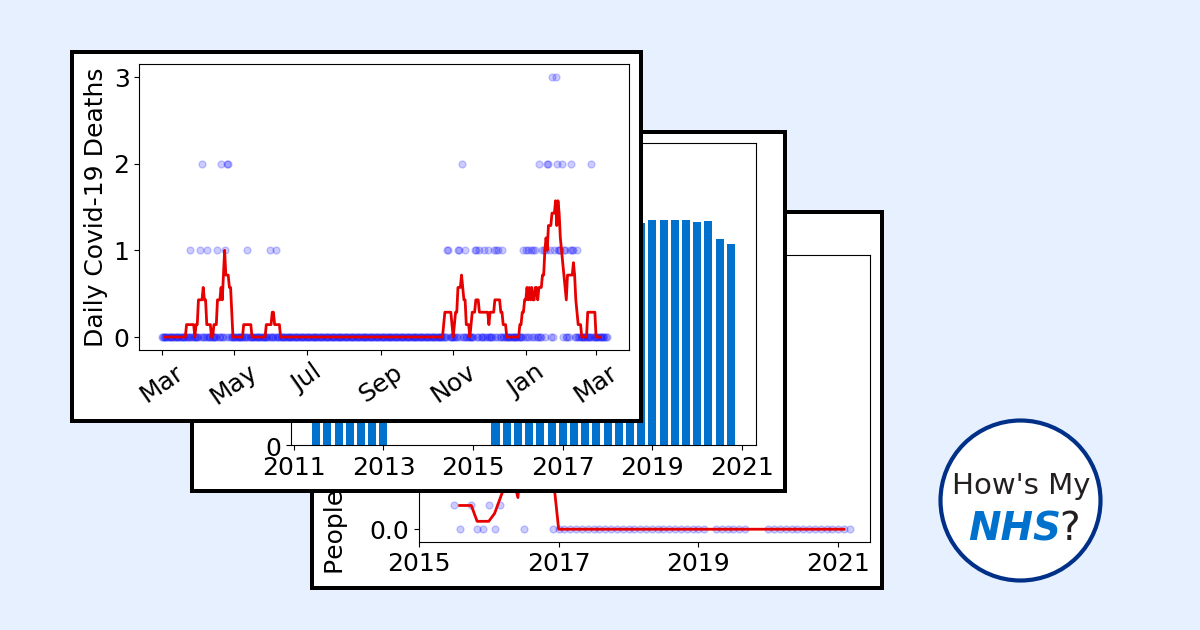 Daily Covid-19 Deaths
3
2
1
0
Mar May Jul Sep Nov Jan Mar
0
2011 2013 2015 2017 2019 2021
People
0.0
2015 2017 2019 2021
How's My
NHS?